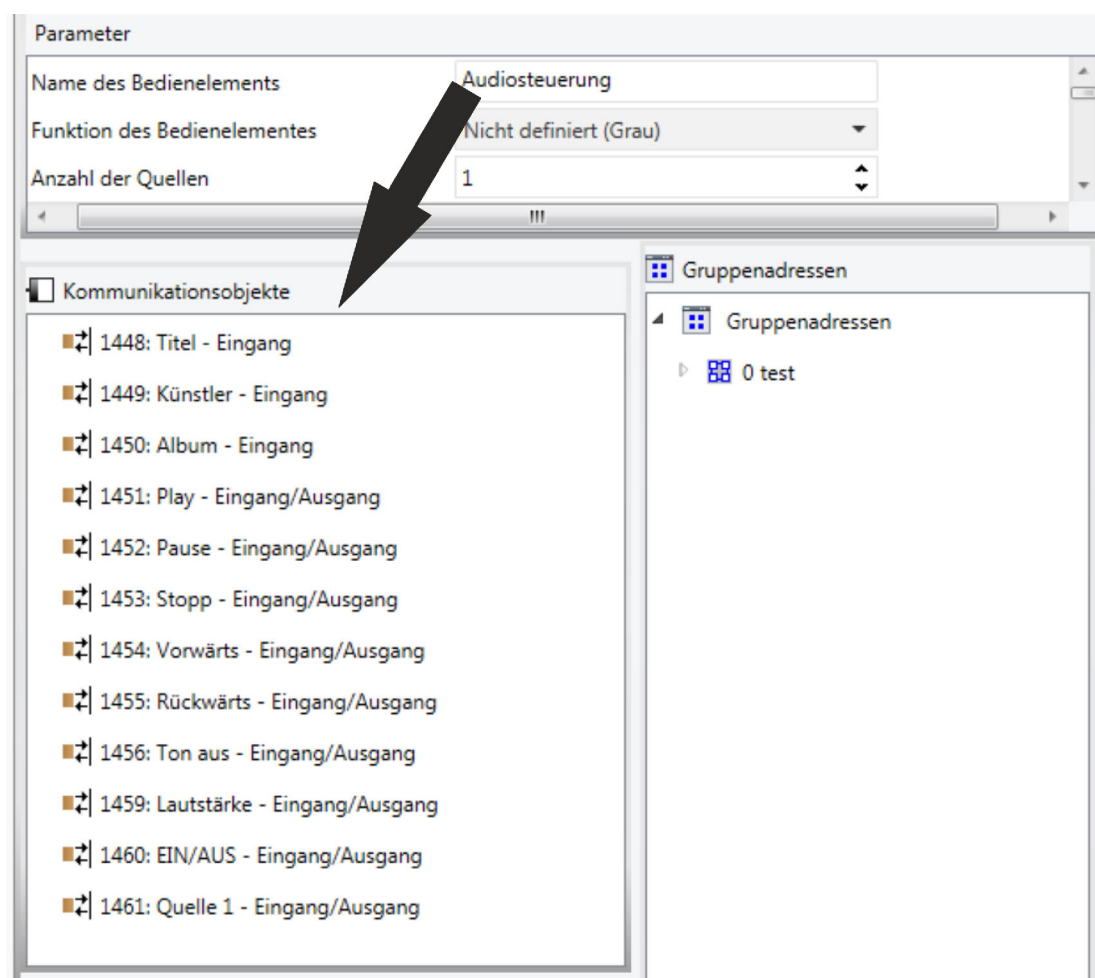 Parameter
Name des Bedienelements
Audiosteuerung
Funktion des Bedienelementes
Nicht definiert (Grau)
Anzahl der Quellen
1
Kommunikationsobjekte
1448: Titel - Eingang
1449: Künstler - Eingang
1450: Album - Eingang
1451: Play - Eingang/Ausgang
1452: Pause - Eingang/Ausgang
1453: Stopp - Eingang/Ausgang
1454: Vorwärts - Eingang/Ausgang
1455: Rückwärts - Eingang/Ausgang
1456: Ton aus - Eingang/Ausgang
1459: Lautstärke - Eingang/Ausgang
1460: EIN/AUS - Eingang/Ausgang
1461: Quelle 1 - Eingang/Ausgang
Gruppenadressen
Gruppenadressen
0 test